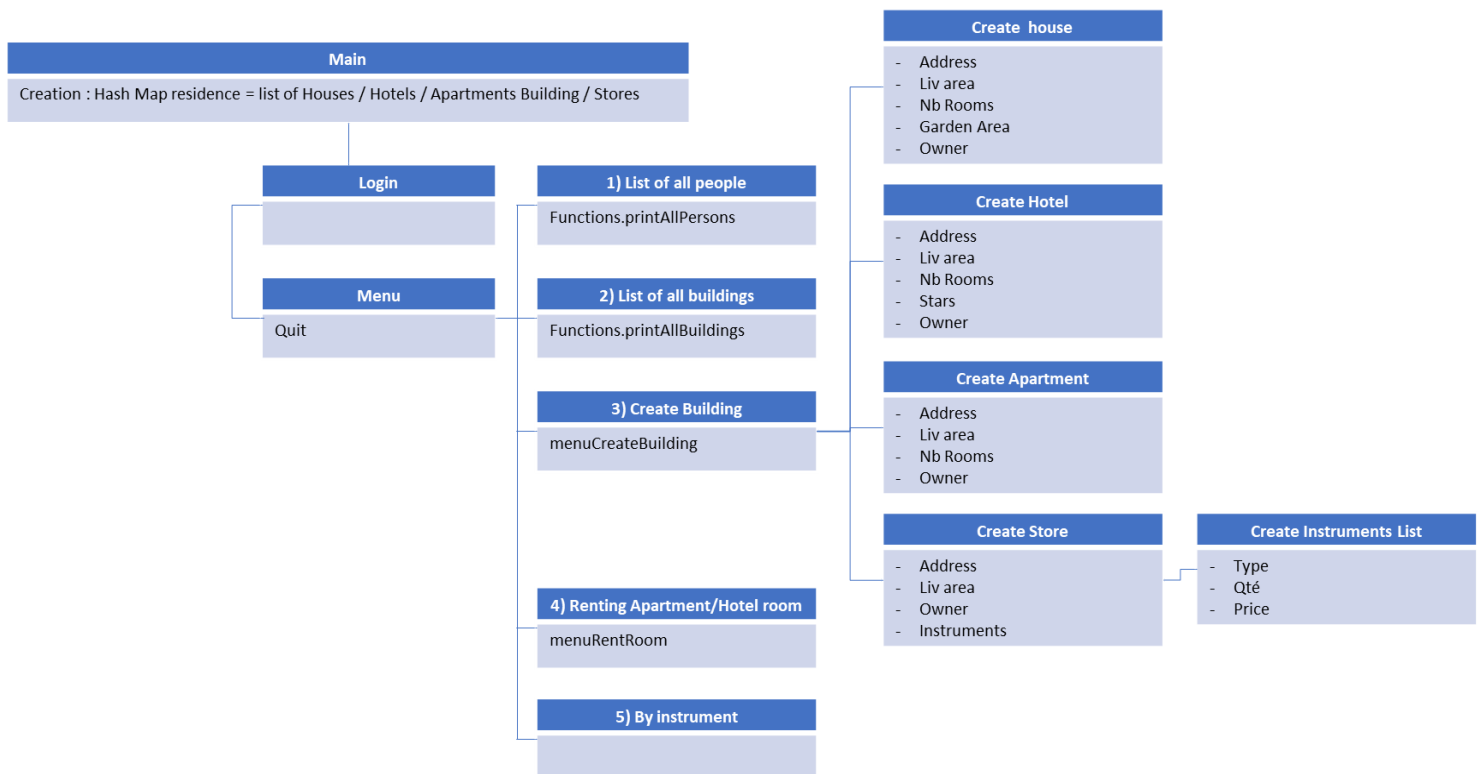 Main
Creation : Hash Map residence = list of Houses / Hotels / Apartments Building / Stores
Login
Menu
Quit
1) List of all people
Functions.printAllPersons
2) List of all buildings
Functions.printAllBuildings
3) Create Building
menuCreateBuilding
4) Renting Apartment/Hotel room
menuRentRoom
5) By instrument
Create house
- Address
- Liv area
- Nb Rooms
- Garden Area
- Owner
Create Hotel
- Address
- Liv area
- Nb Rooms
- Stars
- Owner
Create Apartment
- Address
- Liv area
- Nb Rooms
- Owner
Create Store
- Address
- Liv area
- Owner
- Instruments
Create Instruments List
- Type
- Qté
- Price